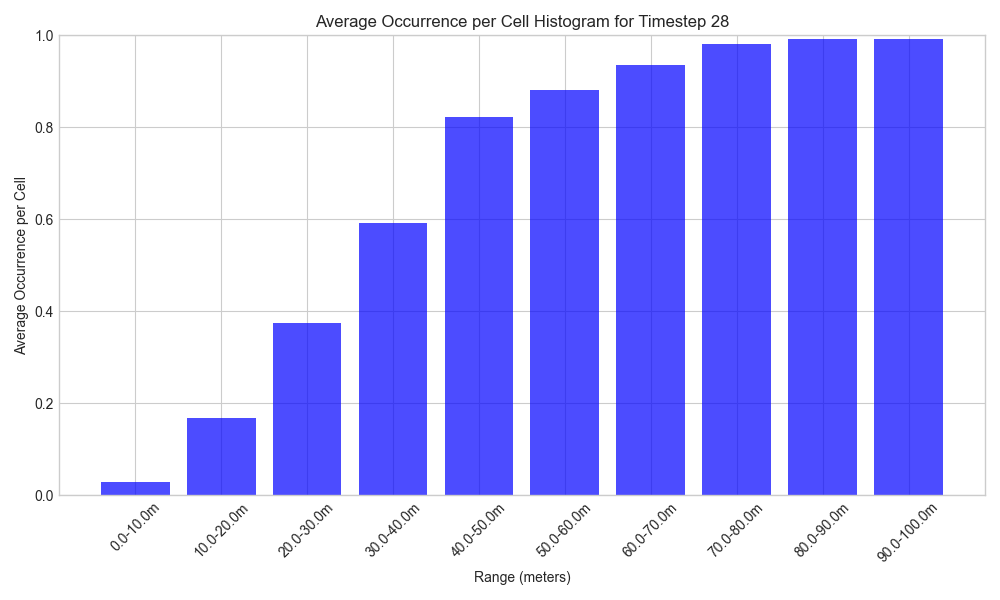 Average Occurrence per Cell Histogram for Timestep 28
1.0
0.8
0.6
0.4
0.2
0.0
Average Occurrence per Cell
0.0-10.0m
10.0-20.0m
20.0-30.0m
30.0-40.0m
40.0-50.0m
50.0-60.0m
60.0-70.0m
70.0-80.0m
80.0-90.0m
90.0-100.0m
Range (meters)